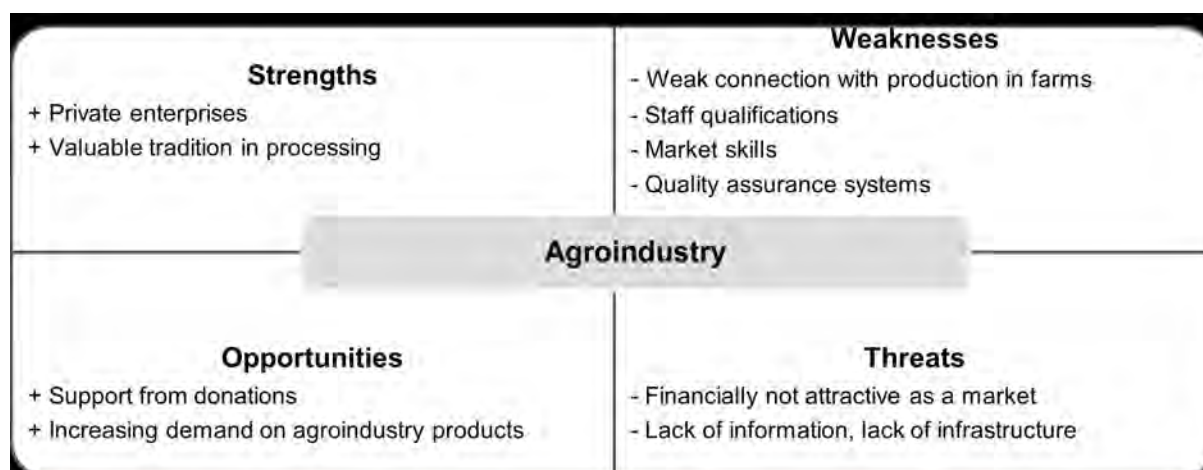 Strengths
+ Private enterprises
+ Valuable tradition in processing
Weaknesses
- Weak connection with production in farms
- Staff qualifications
- Market skills
- Quality assurance systems
Agroindustry
Opportunities
+ Support from donations
+ Increasing demand on agroindustry products
Threats
- Financially not attractive as a market
- Lack of information, lack of infrastructure